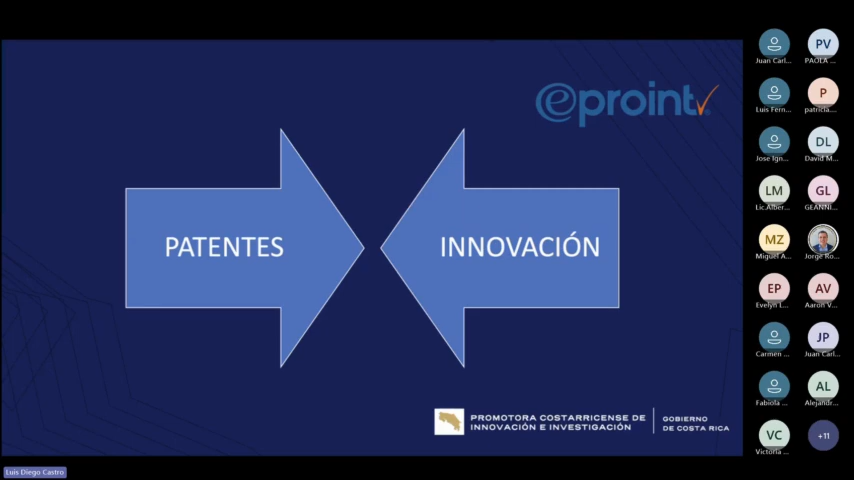 eproint
PATENTES
INNOVACIÓN
PROMOTORA COSTARRICENSE DE
INNOVACIÓN E INVESTIGACIÓN
GOBIERNO
DE COSTA RICA
Luis Diego Castro
Juan Carl...
PV
PAOLA ...
Luis Fern...
P
patricia....
Jose Ign...
DL
David M...
LM
Lic.Alber...
GL
GEANNI...
MZ
Miguel A...
Jorge Ro...
EP
Evelyn L...
AV
Aaron V...
Carmen ...
JP
Juan Carl...
Fabiola ...
AL
Alejandr...
VC
Victoria ...
+11